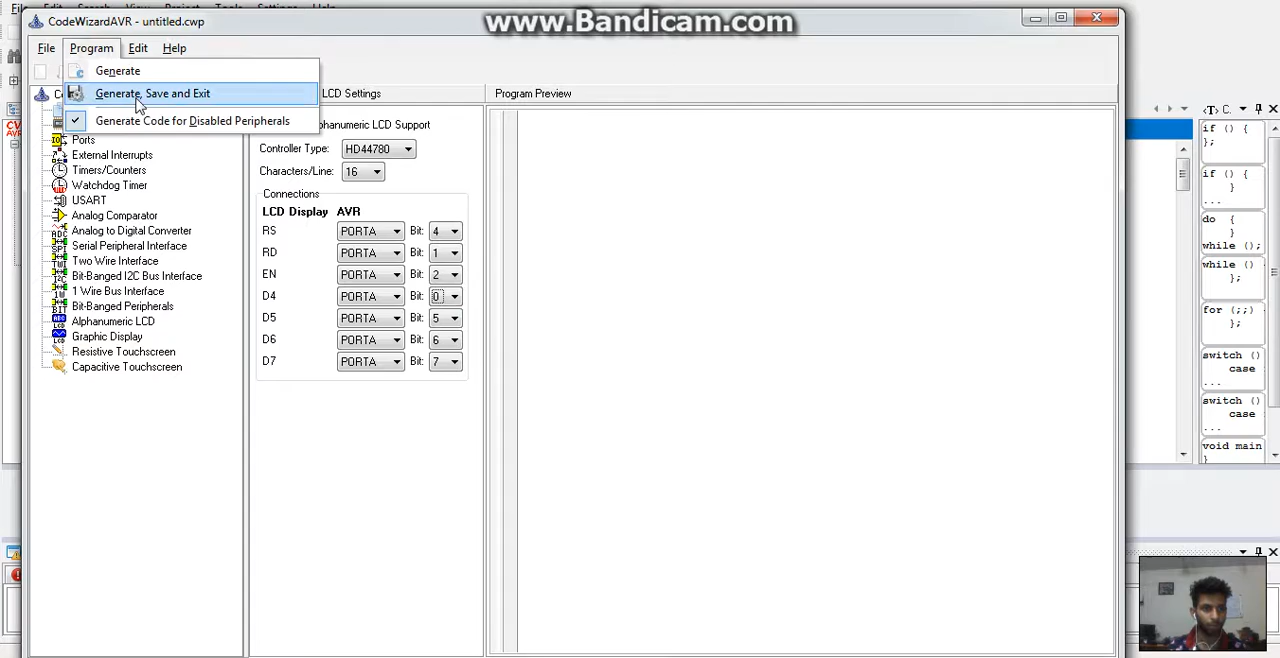 www.Bandicam.com
CodeWizardAVR - untitled.cwp
File Program Edit Help
Generate
Generate, Save and Exit
Generate Code for Disabled Peripherals
LCD Settings
Program Preview
Ports
External Interrupts
Timers/Counters
Watchdog Timer
USART
Analog Comparator
Analog to Digital Converter
Serial Peripheral Interface
Two Wire Interface
Bit-Banged I2C Bus Interface
1 Wire Bus Interface
Bit-Banged Peripherals
Alphanumeric LCD
Graphic Display
Resistive Touchscreen
Capacitive Touchscreen
phanumeric LCD Support
Controller Type: HD44780
Characters/Line: 16
Connections
LCD Display AVR
RS PORTA Bit: 4
RD PORTA Bit: 1
EN PORTA Bit: 2
D4 PORTA Bit: 0
D5 PORTA Bit: 5
D6 PORTA Bit: 6
D7 PORTA Bit: 7
<T> C.
if () {
};
if () {
}
...
do {
}
while ();
while () {
};
for (;;) {
};
switch ()
case
...
switch ()
case
...
void main
}